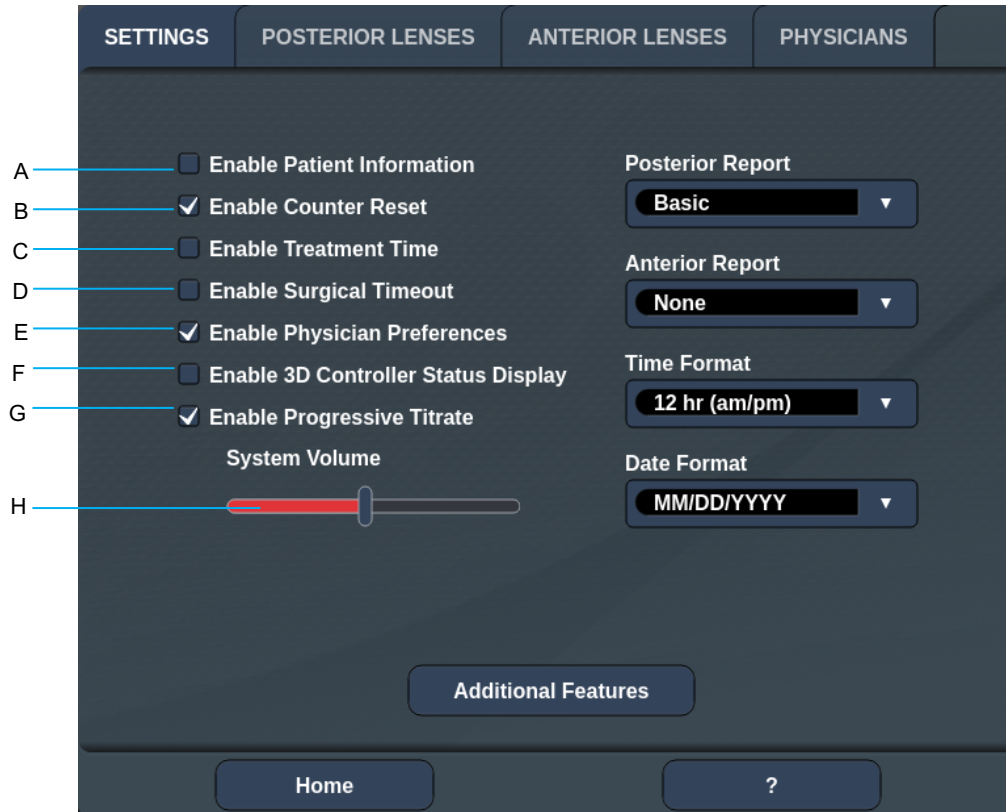 SETTINGS POSTERIOR LENSES ANTERIOR LENSES PHYSICIANS
A Enable Patient Information
B Enable Counter Reset
C Enable Treatment Time
D Enable Surgical Timeout
E Enable Physician Preferences
F Enable 3D Controller Status Display
G Enable Progressive Titrate
System Volume
H
Posterior Report
Basic
Anterior Report
None
Time Format
12 hr (am/pm)
Date Format
MM/DD/YYYY
Additional Features
Home ?